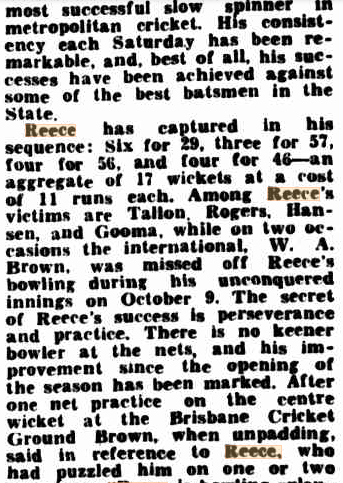 most successful slow spinner in
metropolitan cricket. His consist-
ency each Saturday has been re-
markable, and, best of all, his suc-
cesses have been achieved against
some of the best batsmen in the
State.
Reece has captured in his
sequence: Six for 29, three for 57,
four for 56, and four for 46—an
aggregate of 17 wickets at a cost
of 11 runs each. Among Reece's
victims are Tallon, Rogers, Han-
sen, and Gooma, while on two oc-
casions the international, W. A.
Brown, was missed off Reece's
bowling during his unconquered
innings on October 9. The secret
of Reece's success is perseverance
and practice. There is no keener
bowler at the nets, and his im-
provement since the opening of
the season has been marked. After
one net practice on the centre
wicket at the Brisbane Cricket
Ground Brown, when unpadding,
said in reference to Reece, who
had puzzled him on one or two